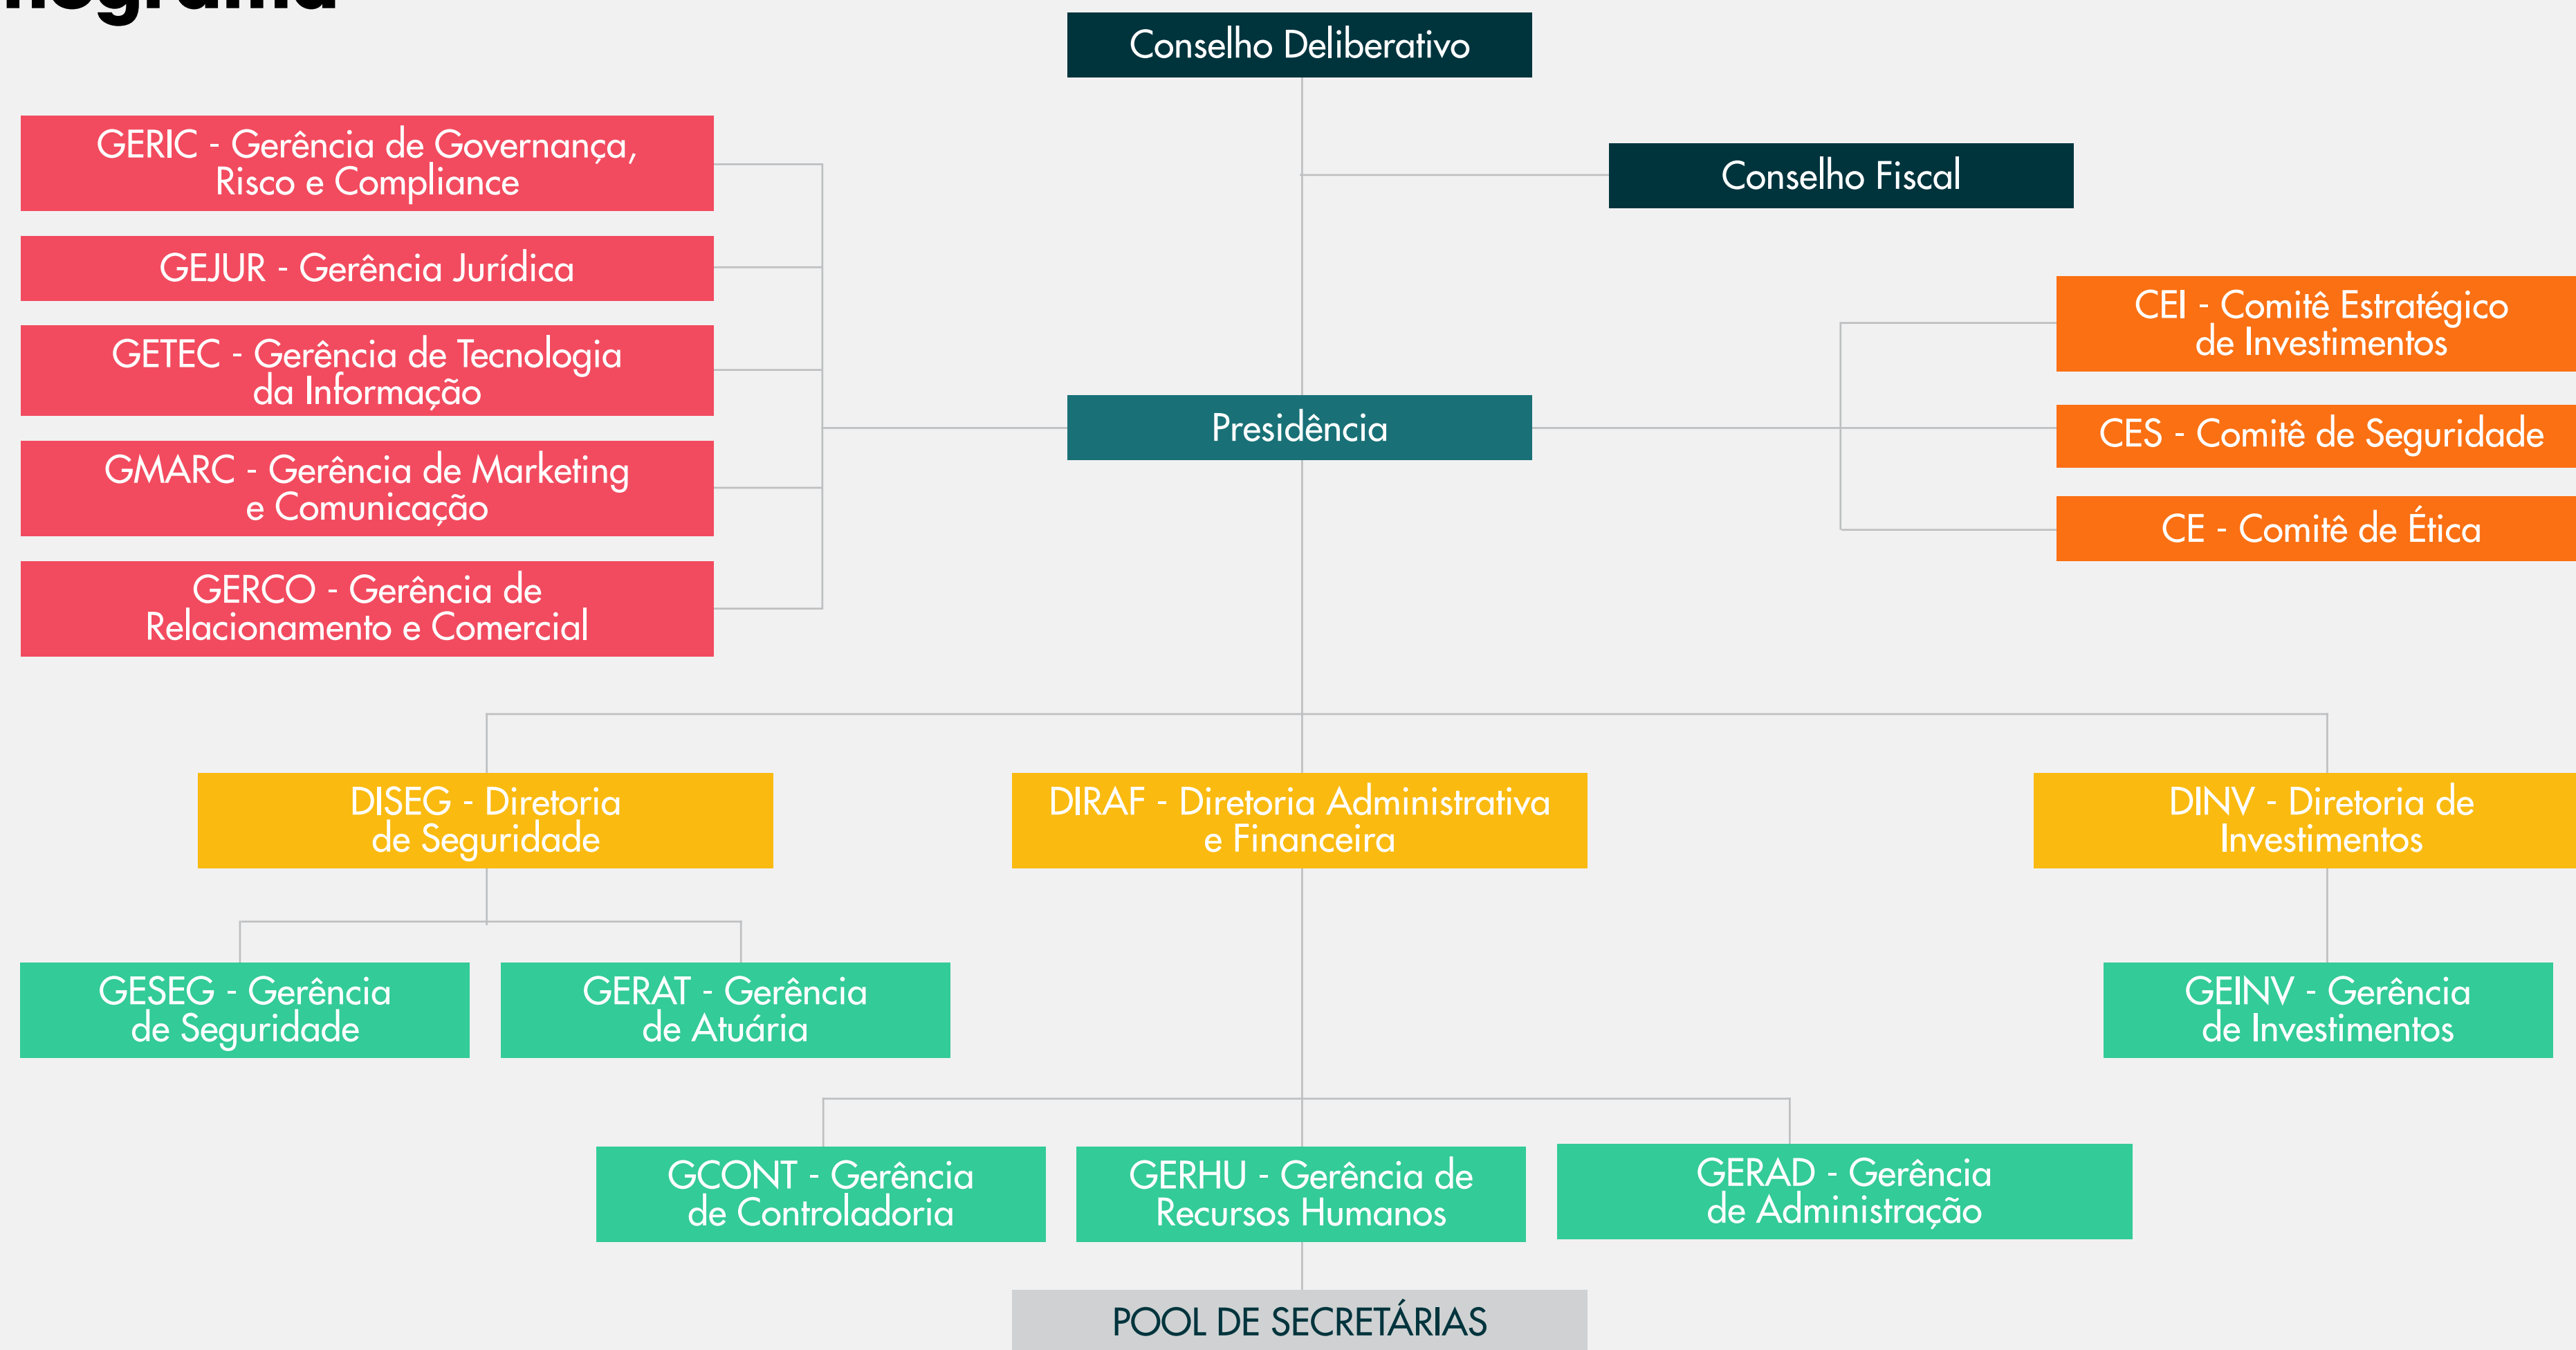 Conselho Deliberativo
GERIC - Gerência de Governança,
Risco e Compliance
Conselho Fiscal
GEJUR - Gerência Jurídica
CEI - Comitê Estratégico
de Investimentos
GETEC - Gerência de Tecnologia
da Informação
Presidência
CES - Comitê de Seguridade
GMARC - Gerência de Marketing
e Comunicação
CE - Comitê de Ética
GERCO - Gerência de
Relacionamento e Comercial
DISEG - Diretoria
de Seguridade
DIRAF - Diretoria Administrativa
e Financeira
DINV - Diretoria de
Investimentos
GESEG - Gerência
de Seguridade
GERAT - Gerência
de Atuária
GEINV - Gerência
de Investimentos
GCONT - Gerência
de Controladoria
GERHU - Gerência de
Recursos Humanos
GERAD - Gerência
de Administração
POOL DE SECRETÁRIAS